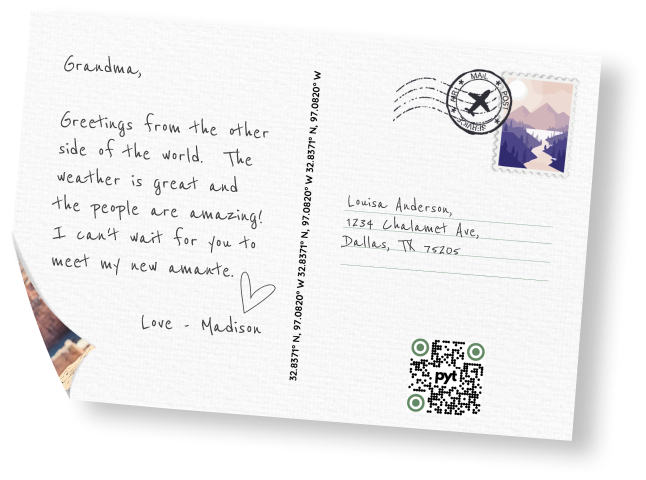 Grandma,
Greetings from the other
side of the world. The
weather is great and
the people are amazing!
I can't wait for you to
meet my new amante.
Love - Madison
32.8371° N, 97.0820° W 32.8371° N, 97.0820° W 32.8371° N, 97.0820° W
AIR MAIL POST SERVICE
Louisa Anderson,
1234 Chalamet Ave,
Dallas, TX 75205
pyt